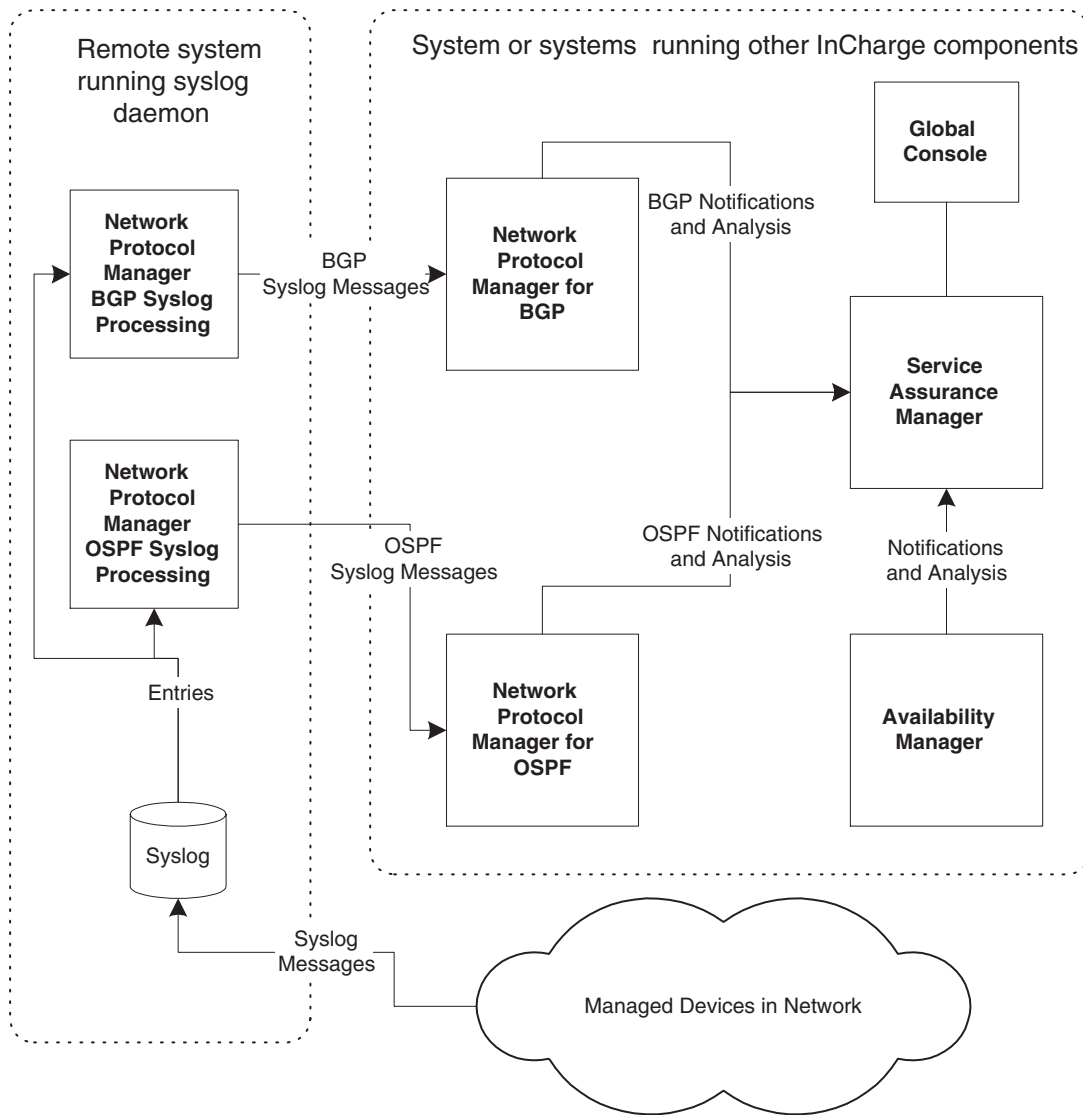 Remote system
running syslog
daemon
System or systems running other InCharge components
Global
Console
Network
Protocol
Manager
BGP Syslog
Processing
BGP
Syslog Messages
Network
Protocol
Manager for
BGP
BGP Notifications
and Analysis
Service
Assurance
Manager
Network
Protocol
Manager
OSPF Syslog
Processing
OSPF
Syslog Messages
OSPF Notifications
and Analysis
Notifications
and Analysis
Entries
Network
Protocol
Manager for
OSPF
Availability
Manager
Syslog
Syslog
Messages
Managed Devices in Network